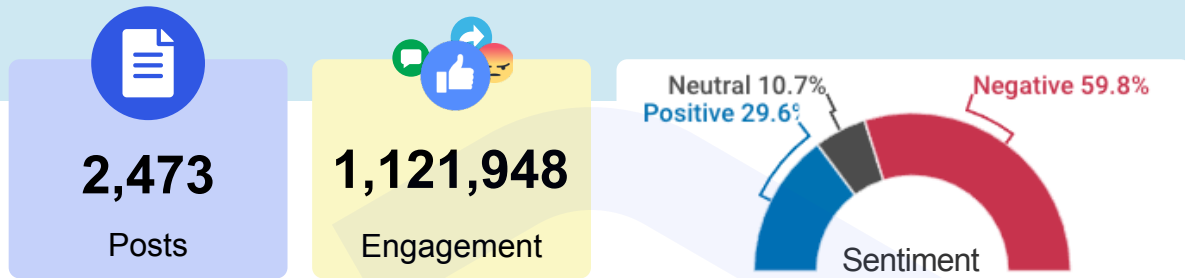 2,473
Posts
1,121,948
Engagement
Neutral 10.7%
Positive 29.6%
Negative 59.8%
Sentiment